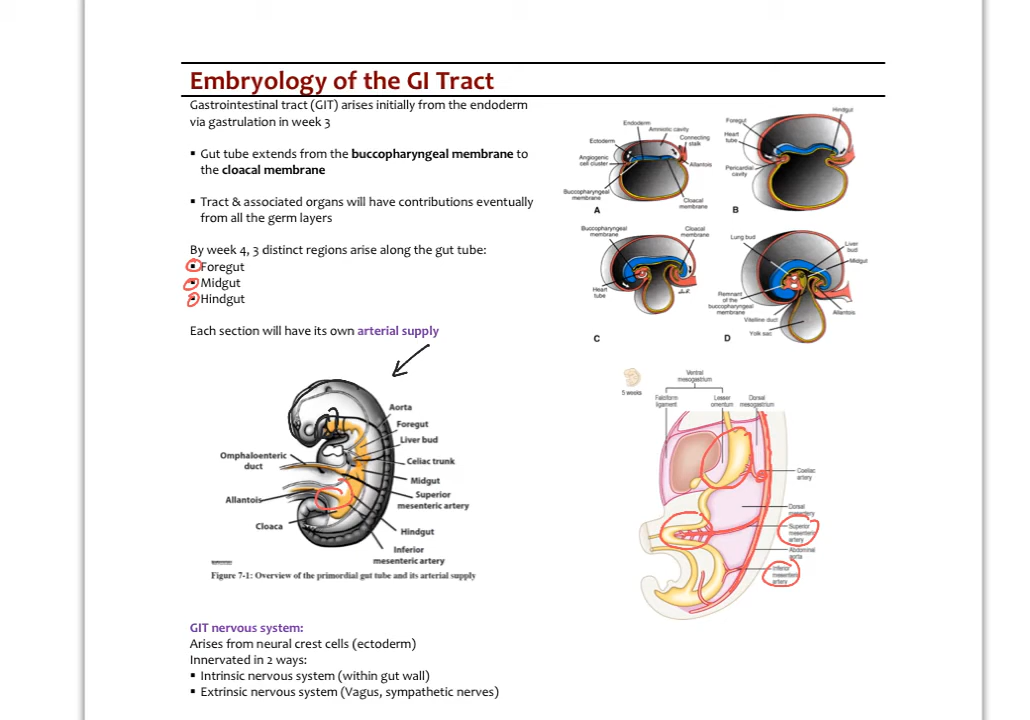 Embryology of the GI Tract
Gastrointestinal tract (GIT) arises initially from the endoderm
via gastrulation in week 3
▪ Gut tube extends from the buccopharyngeal membrane to
the cloacal membrane
▪ Tract & associated organs will have contributions eventually
from all the germ layers
By week 4, 3 distinct regions arise along the gut tube:
▪ Foregut
▪ Midgut
▪ Hindgut
Each section will have its own arterial supply
Aorta
Foregut
Liver bud
Celiac trunk
Midgut
Superior
mesenteric artery
Hindgut
Inferior
mesenteric artery
Omphaloenteric
duct
Allantois
Cloaca
Figure 7-1: Overview of the primordial gut tube and its arterial supply
GIT nervous system:
Arises from neural crest cells (ectoderm)
Innervated in 2 ways:
▪ Intrinsic nervous system (within gut wall)
▪ Extrinsic nervous system (Vagus, sympathetic nerves)
Endoderm
Amniotic cavity
Ectoderm
Connecting
stalk
Angiogenic
cell cluster
Allantois
Buccopharyngeal
membrane
Cloacal
membrane
A
Hindgut
Foregut
Heart
tube
Pericardial
cavity
B
Buccopharyngeal
membrane
Cloacal
membrane
Heart
tube
C
Lung bud
Liver
bud
Midgut
Remnant
of the
buccopharyngeal
membrane
Vitelline duct
Allantois
Yolk sac
D
5 weeks
Ventral
mesogastrium
Falciform
ligament
Lesser
omentum
Dorsal
mesogastrium
Coeliac
artery
Dorsal
mesentery
Superior
mesenteric
artery
Abdominal
aorta
Inferior
mesenteric
artery